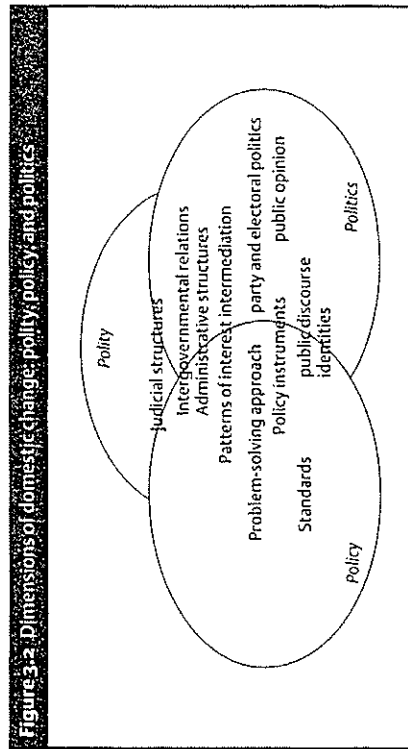 Figure 3.2 Dimensions of domestic change: polity, policy and politics
Polity
Judicial structures
Intergovernmental relations
Administrative structures
Patterns of interest intermediation
Problem-solving approach party and electoral politics
Policy instruments public opinion
Standards public discourse
identities
Policy
Politics